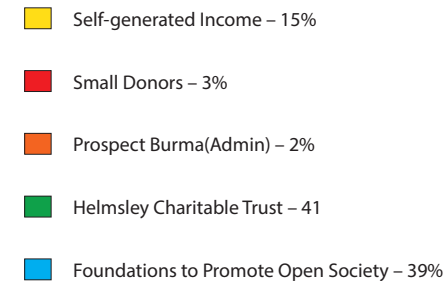 Self-generated Income – 15%
Small Donors – 3%
Prospect Burma(Admin) – 2%
Helmsley Charitable Trust – 41
Foundations to Promote Open Society – 39%